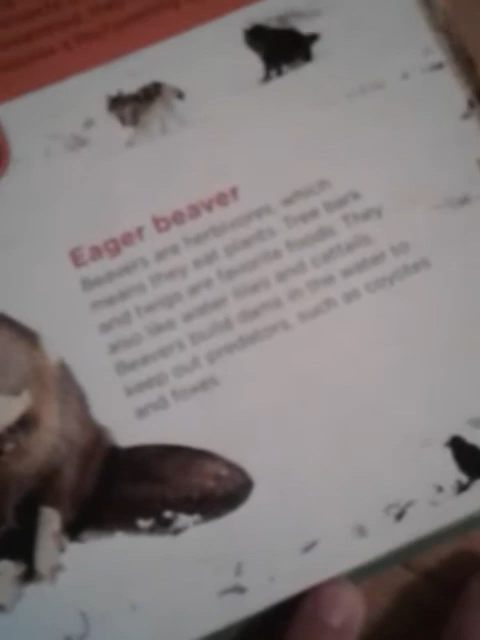 Eager beaver
Beavers are herbivores, which
means they eat plants. Tree bark
and twigs are favorite foods. They
also like water lilies and cattails.
Beavers build dams in the water to
keep out predators, such as coyotes
and foxes.